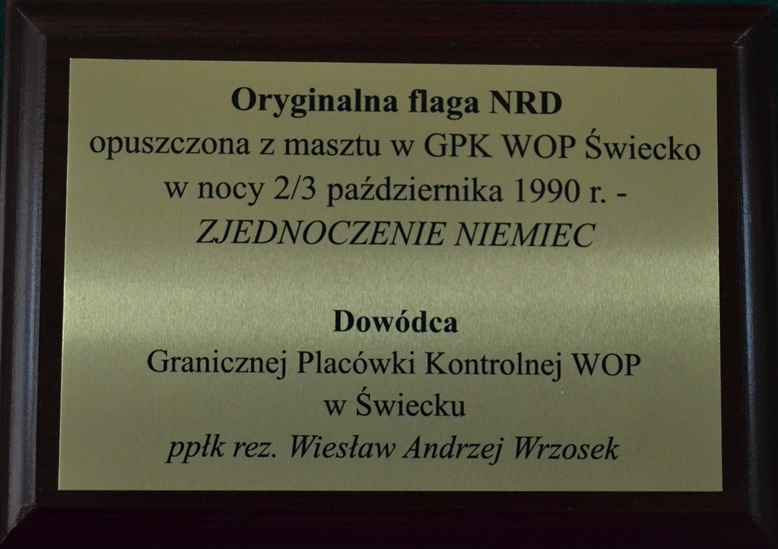 Oryginalna flaga NRD
opuszczona z masztu w GPK WOP Świecko
w nocy 2/3 października 1990 r. -
ZJEDNOCZENIE NIEMIEC
Dowódca
Granicznej Placówki Kontrolnej WOP
w Świecku
ppłk rez. Wiesław Andrzej Wrzosek